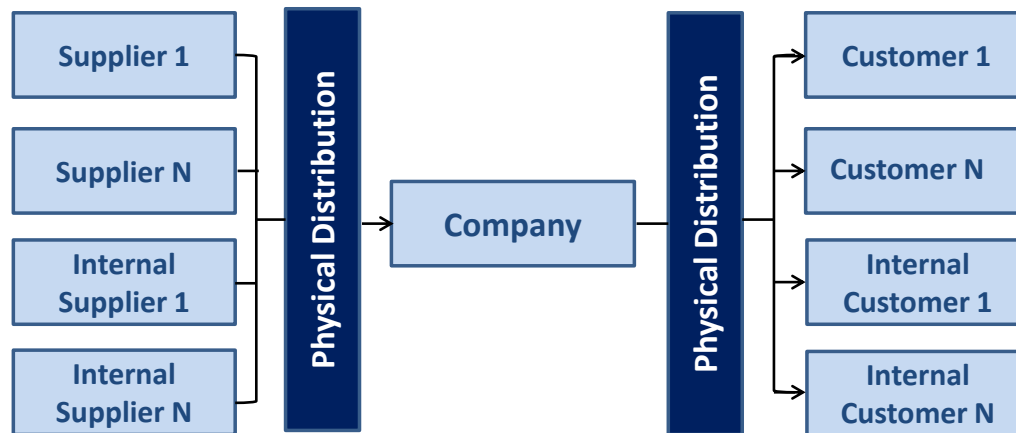 Supplier 1
Supplier N
Internal
Supplier 1
Internal
Supplier N
Physical Distribution
Company
Physical Distribution
Customer 1
Customer N
Internal
Customer 1
Internal
Customer N